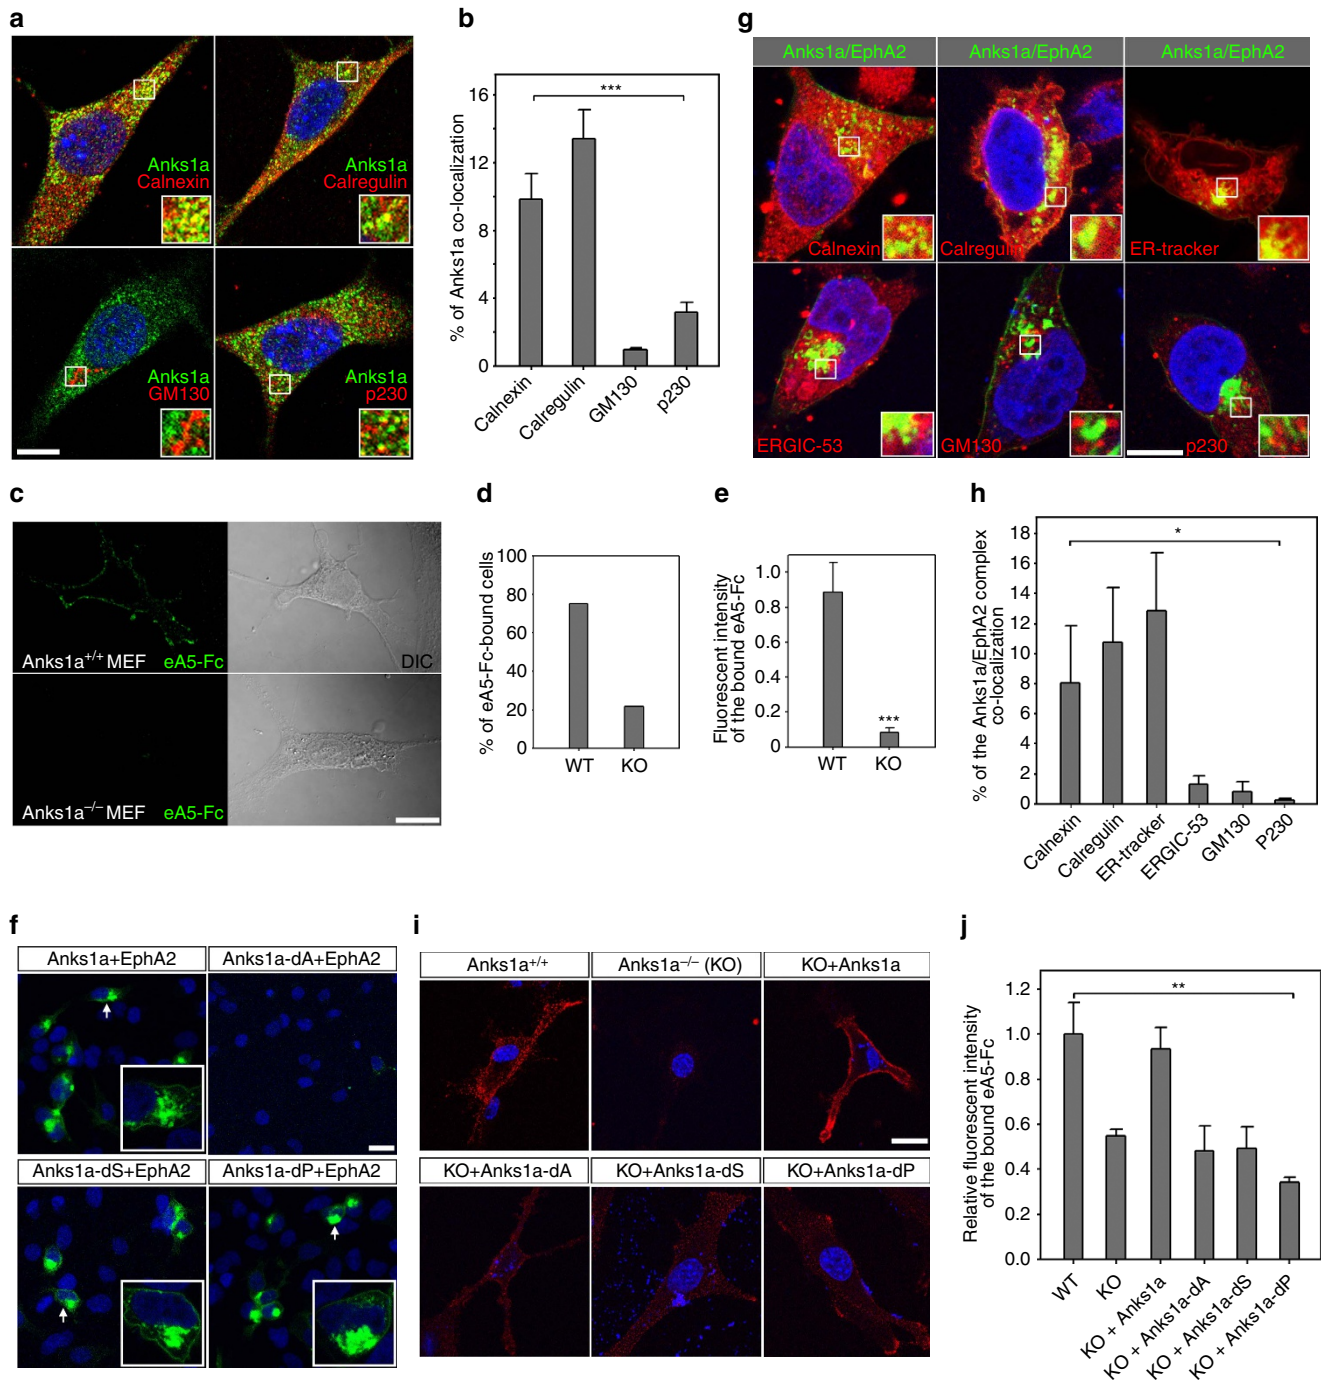 a
Anks1a
Calnexin
Anks1a
Calregulin
Anks1a
GM130
Anks1a
p230
b
% of Anks1a co-localization
16
12
8
4
0
***
Calnexin
Calregulin
GM130
p230
c
Anks1a+/+ MEF
eA5-Fc
DIC
Anks1a–/– MEF
eA5-Fc
d
% of eA5-Fc-bound cells
100
80
60
40
20
0
WT
KO
e
Fluorescent intensity
of the bound eA5-Fc
1.0
0.8
0.6
0.4
0.2
0
***
WT
KO
f
Anks1a+EphA2
Anks1a-dA+EphA2
Anks1a-dS+EphA2
Anks1a-dP+EphA2
g
Anks1a/EphA2
Anks1a/EphA2
Anks1a/EphA2
Calnexin
Calregulin
ER-tracker
ERGIC-53
GM130
p230
h
% of the Anks1a/EphA2 complex
co-localization
18
16
14
12
10
8
6
4
2
0
*
Calnexin
Calregulin
ER-tracker
ERGIC-53
GM130
P230
i
Anks1a+/+
Anks1a–/– (KO)
KO+Anks1a
KO+Anks1a-dA
KO+Anks1a-dS
KO+Anks1a-dP
j
Relative fluorescent intensity
of the bound eA5-Fc
1.2
1.0
0.8
0.6
0.4
0.2
0.0
**
WT
KO
KO + Anks1a
KO + Anks1a-dA
KO + Anks1a-dS
KO + Anks1a-dP